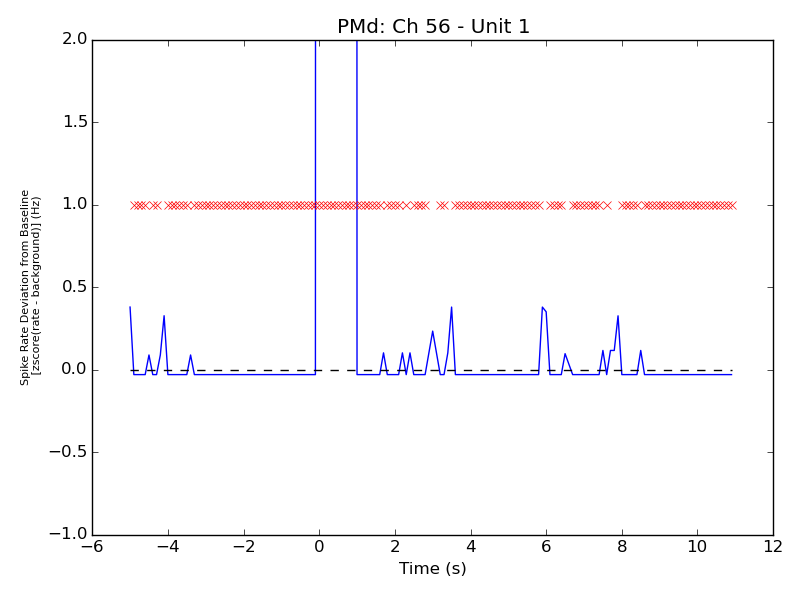 PMd: Ch 56 - Unit 1
2.0
1.5
1.0
0.5
0.0
−0.5
−1.0
Spike Rate Deviation from Baseline
[zscore(rate - background)] (Hz)
−6 −4 −2 0 2 4 6 8 10 12
Time (s)